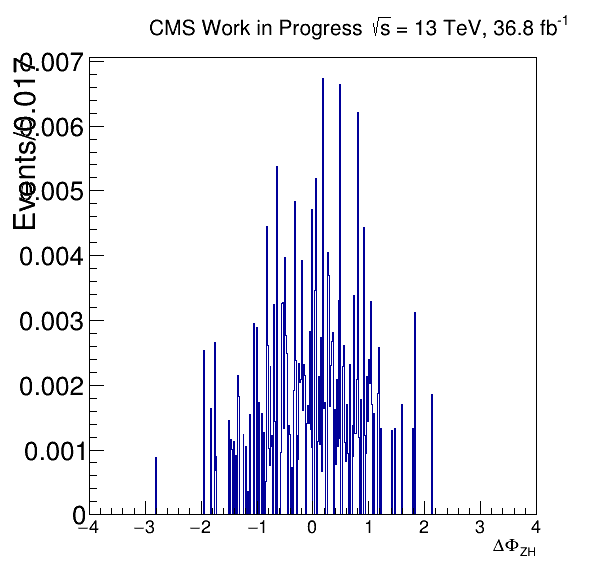 CMS Work in Progress √s = 13 TeV, 36.8 fb⁻¹
Events/0.017
0.007
0.006
0.005
0.004
0.003
0.002
0.001
0
−4 −3 −2 −1 0 1 2 3 4
ΔΦZH